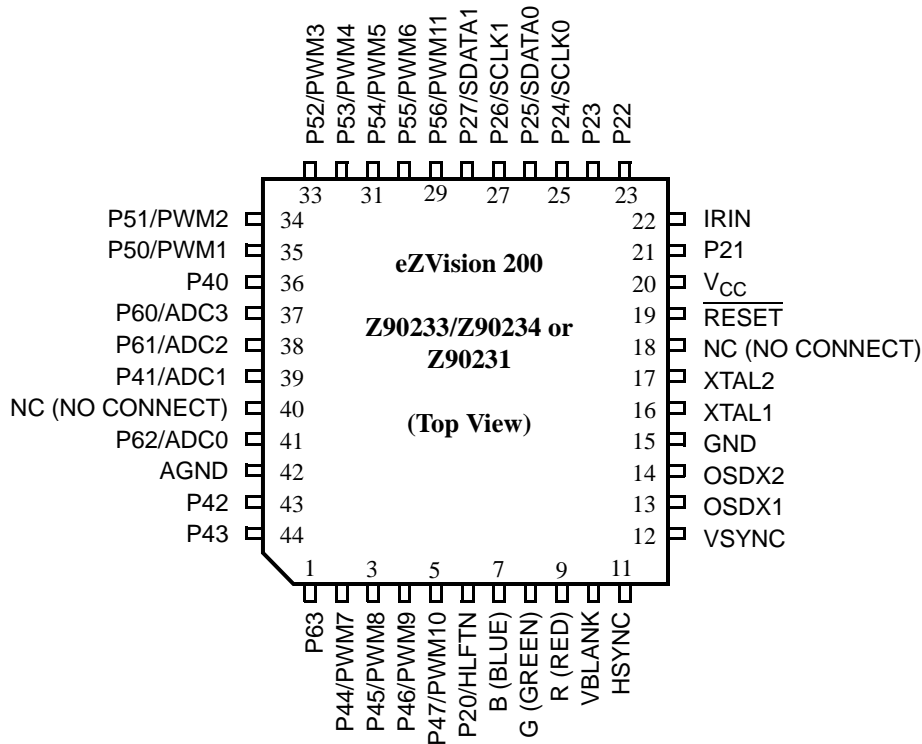 P52/PWM3
P53/PWM4
P54/PWM5
P55/PWM6
P56/PWM11
P27/SDATA1
P26/SCLK1
P25/SDATA0
P24/SCLK0
P23
P22
33
31
29
27
25
23
P51/PWM2
34
P50/PWM1
35
P40
36
P60/ADC3
37
P61/ADC2
38
P41/ADC1
39
NC (NO CONNECT)
40
P62/ADC0
41
AGND
42
P42
43
P43
44
eZVision 200
Z90233/Z90234 or
Z90231
(Top View)
22
IRIN
21
P21
20
VCC
19
RESET
18
NC (NO CONNECT)
17
XTAL2
16
XTAL1
15
GND
14
OSDX2
13
OSDX1
12
VSYNC
1
3
5
7
9
11
P63
P44/PWM7
P45/PWM8
P46/PWM9
P47/PWM10
P20/HLFTN
B (BLUE)
G (GREEN)
R (RED)
VBLANK
HSYNC